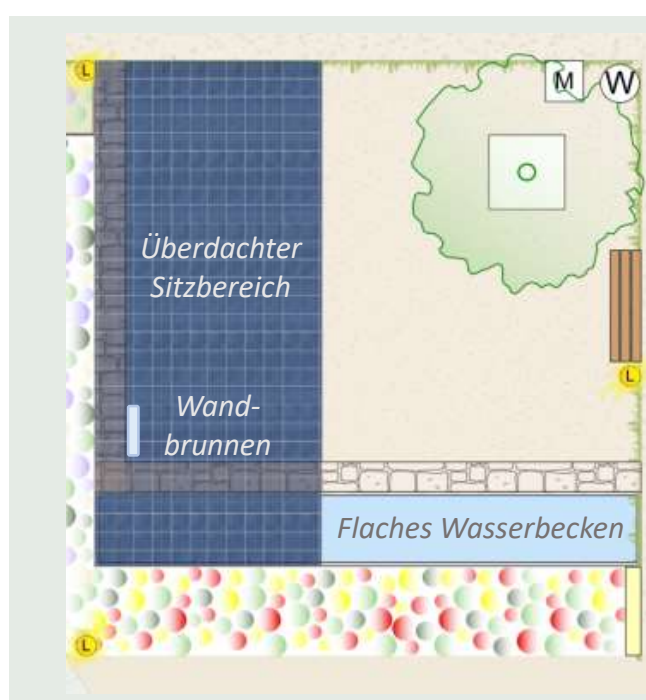 L
M
W
Überdachter
Sitzbereich
L
Wand-
brunnen
Flaches Wasserbecken
L